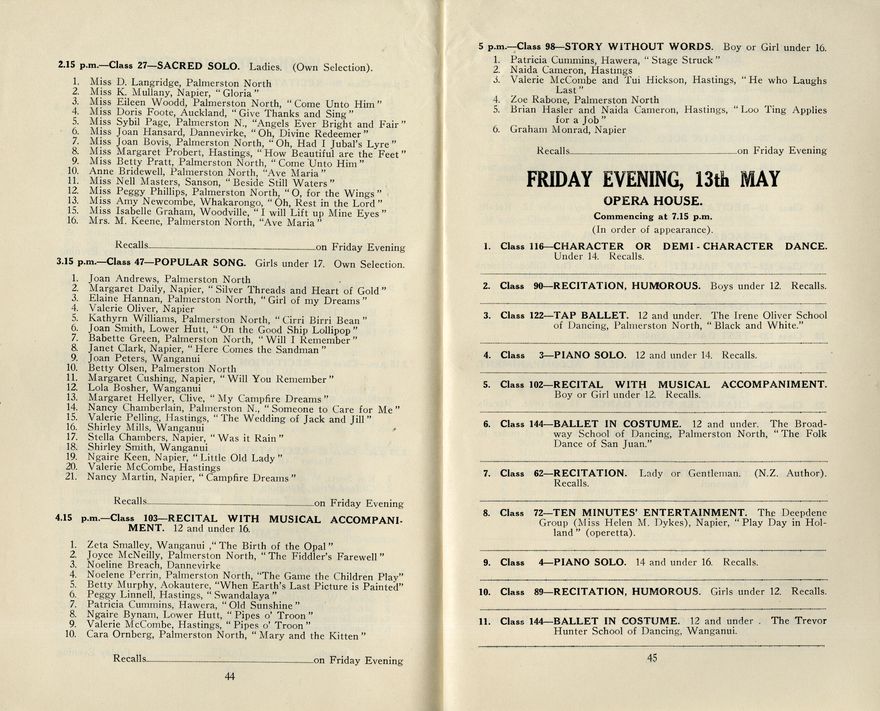 2.15 p.m.—Class 27—SACRED SOLO. Ladies. (Own Selection).
1. Miss D. Langridge, Palmerston North
2. Miss K. Mullany, Napier, "Gloria"
3. Miss Eileen Woodd, Palmerston North, "Come Unto Him"
4. Miss Doris Foote, Auckland, "Give Thanks and Sing"
5. Miss Sybil Page, Palmerston N., "Angels Ever Bright and Fair"
6. Miss Joan Hansard, Dannevirke, "Oh, Divine Redeemer"
7. Miss Joan Bovis, Palmerston North, "Oh, Had I Jubal's Lyre"
8. Miss Margaret Probert, Hastings, "How Beautiful are the Feet"
9. Miss Betty Pratt, Palmerston North, "Come Unto Him"
10. Anne Bridewell, Palmerston North, "Ave Maria"
11. Miss Nell Masters, Sanson, "Beside Still Waters"
12. Miss Peggy Phillips, Palmerston North, "O, for the Wings"
13. Miss Amy Newcombe, Whakarongo, "Oh, Rest in the Lord"
15. Miss Isabelle Graham, Woodville, "I will Lift up Mine Eyes"
16. Mrs. M. Keene, Palmerston North, "Ave Maria"
Recalls on Friday Evening
3.15 p.m.—Class 47—POPULAR SONG. Girls under 17. Own Selection.
1. Joan Andrews, Palmerston North
2. Margaret Daily, Napier, "Silver Threads and Heart of Gold"
3. Elaine Hannan, Palmerston North, "Girl of my Dreams"
4. Valerie Oliver, Napier
5. Kathyrn Williams, Palmerston North, "Cirri Birri Bean"
6. Joan Smith, Lower Hutt, "On the Good Ship Lollipop"
7. Babette Green, Palmerston North, "Will I Remember"
8. Janet Clark, Napier, "Here Comes the Sandman"
9. Joan Peters, Wanganui
10. Betty Olsen, Palmerston North
11. Margaret Cushing, Napier, "Will You Remember"
12. Lola Bosher, Wanganui
13. Margaret Hellyer, Clive, "My Campfire Dreams"
14. Nancy Chamberlain, Palmerston N., "Someone to Care for Me"
15. Valerie Pelling, Hastings, "The Wedding of Jack and Jill"
16. Shirley Mills, Wanganui
17. Stella Chambers, Napier, "Was it Rain"
18. Shirley Smith, Wanganui
19. Ngaire Keen, Napier, "Little Old Lady"
20. Valerie McCombe, Hastings
21. Nancy Martin, Napier, "Campfire Dreams"
Recalls on Friday Evening
4.15 p.m.—Class 103—RECITAL WITH MUSICAL ACCOMPANI-
MENT. 12 and under 16.
1. Zeta Smalley, Wanganui ,"The Birth of the Opal"
2. Joyce McNeilly, Palmerston North, "The Fiddler's Farewell"
3. Noeline Breach, Dannevirke
4. Noelene Perrin, Palmerston North, "The Game the Children Play"
5. Betty Murphy, Aokautere, "When Earth's Last Picture is Painted"
6. Peggy Linnell, Hastings, "Swandalaya"
7. Patricia Cummins, Hawera, "Old Sunshine"
8. Ngaire Bynam, Lower Hutt, "Pipes o' Troon"
9. Valerie McCombe, Hastings, "Pipes o' Troon"
10. Cara Ornberg, Palmerston North, "Mary and the Kitten"
Recalls on Friday Evening
44
5 p.m.—Class 98—STORY WITHOUT WORDS. Boy or Girl under 16.
1. Patricia Cummins, Hawera, "Stage Struck"
2. Naida Cameron, Hastings
3. Valerie McCombe and Tui Hickson, Hastings, "He who Laughs
Last"
4. Zoe Rabone, Palmerston North
5. Brian Hasler and Naida Cameron, Hastings, "Loo Ting Applies
for a Job"
6. Graham Monrad, Napier
Recalls on Friday Evening
FRIDAY EVENING, 13th MAY
OPERA HOUSE.
Commencing at 7.15 p.m.
(In order of appearance).
1. Class 116—CHARACTER OR DEMI-CHARACTER DANCE.
Under 14. Recalls.
2. Class 90—RECITATION, HUMOROUS. Boys under 12. Recalls.
3. Class 122—TAP BALLET. 12 and under. The Irene Oliver School
of Dancing, Palmerston North, "Black and White."
4. Class 3—PIANO SOLO. 12 and under 14. Recalls.
5. Class 102—RECITAL WITH MUSICAL ACCOMPANIMENT.
Boy or Girl under 12. Recalls.
6. Class 144—BALLET IN COSTUME. 12 and under. The Broad-
way School of Dancing, Palmerston North, "The Folk
Dance of San Juan."
7. Class 62—RECITATION. Lady or Gentleman. (N.Z. Author).
Recalls.
8. Class 72—TEN MINUTES' ENTERTAINMENT. The Deepdene
Group (Miss Helen M. Dykes), Napier, "Play Day in Hol-
land" (operetta).
9. Class 4—PIANO SOLO. 14 and under 16. Recalls.
10. Class 89—RECITATION, HUMOROUS. Girls under 12. Recalls.
11. Class 144—BALLET IN COSTUME. 12 and under . The Trevor
Hunter School of Dancing, Wanganui.
45